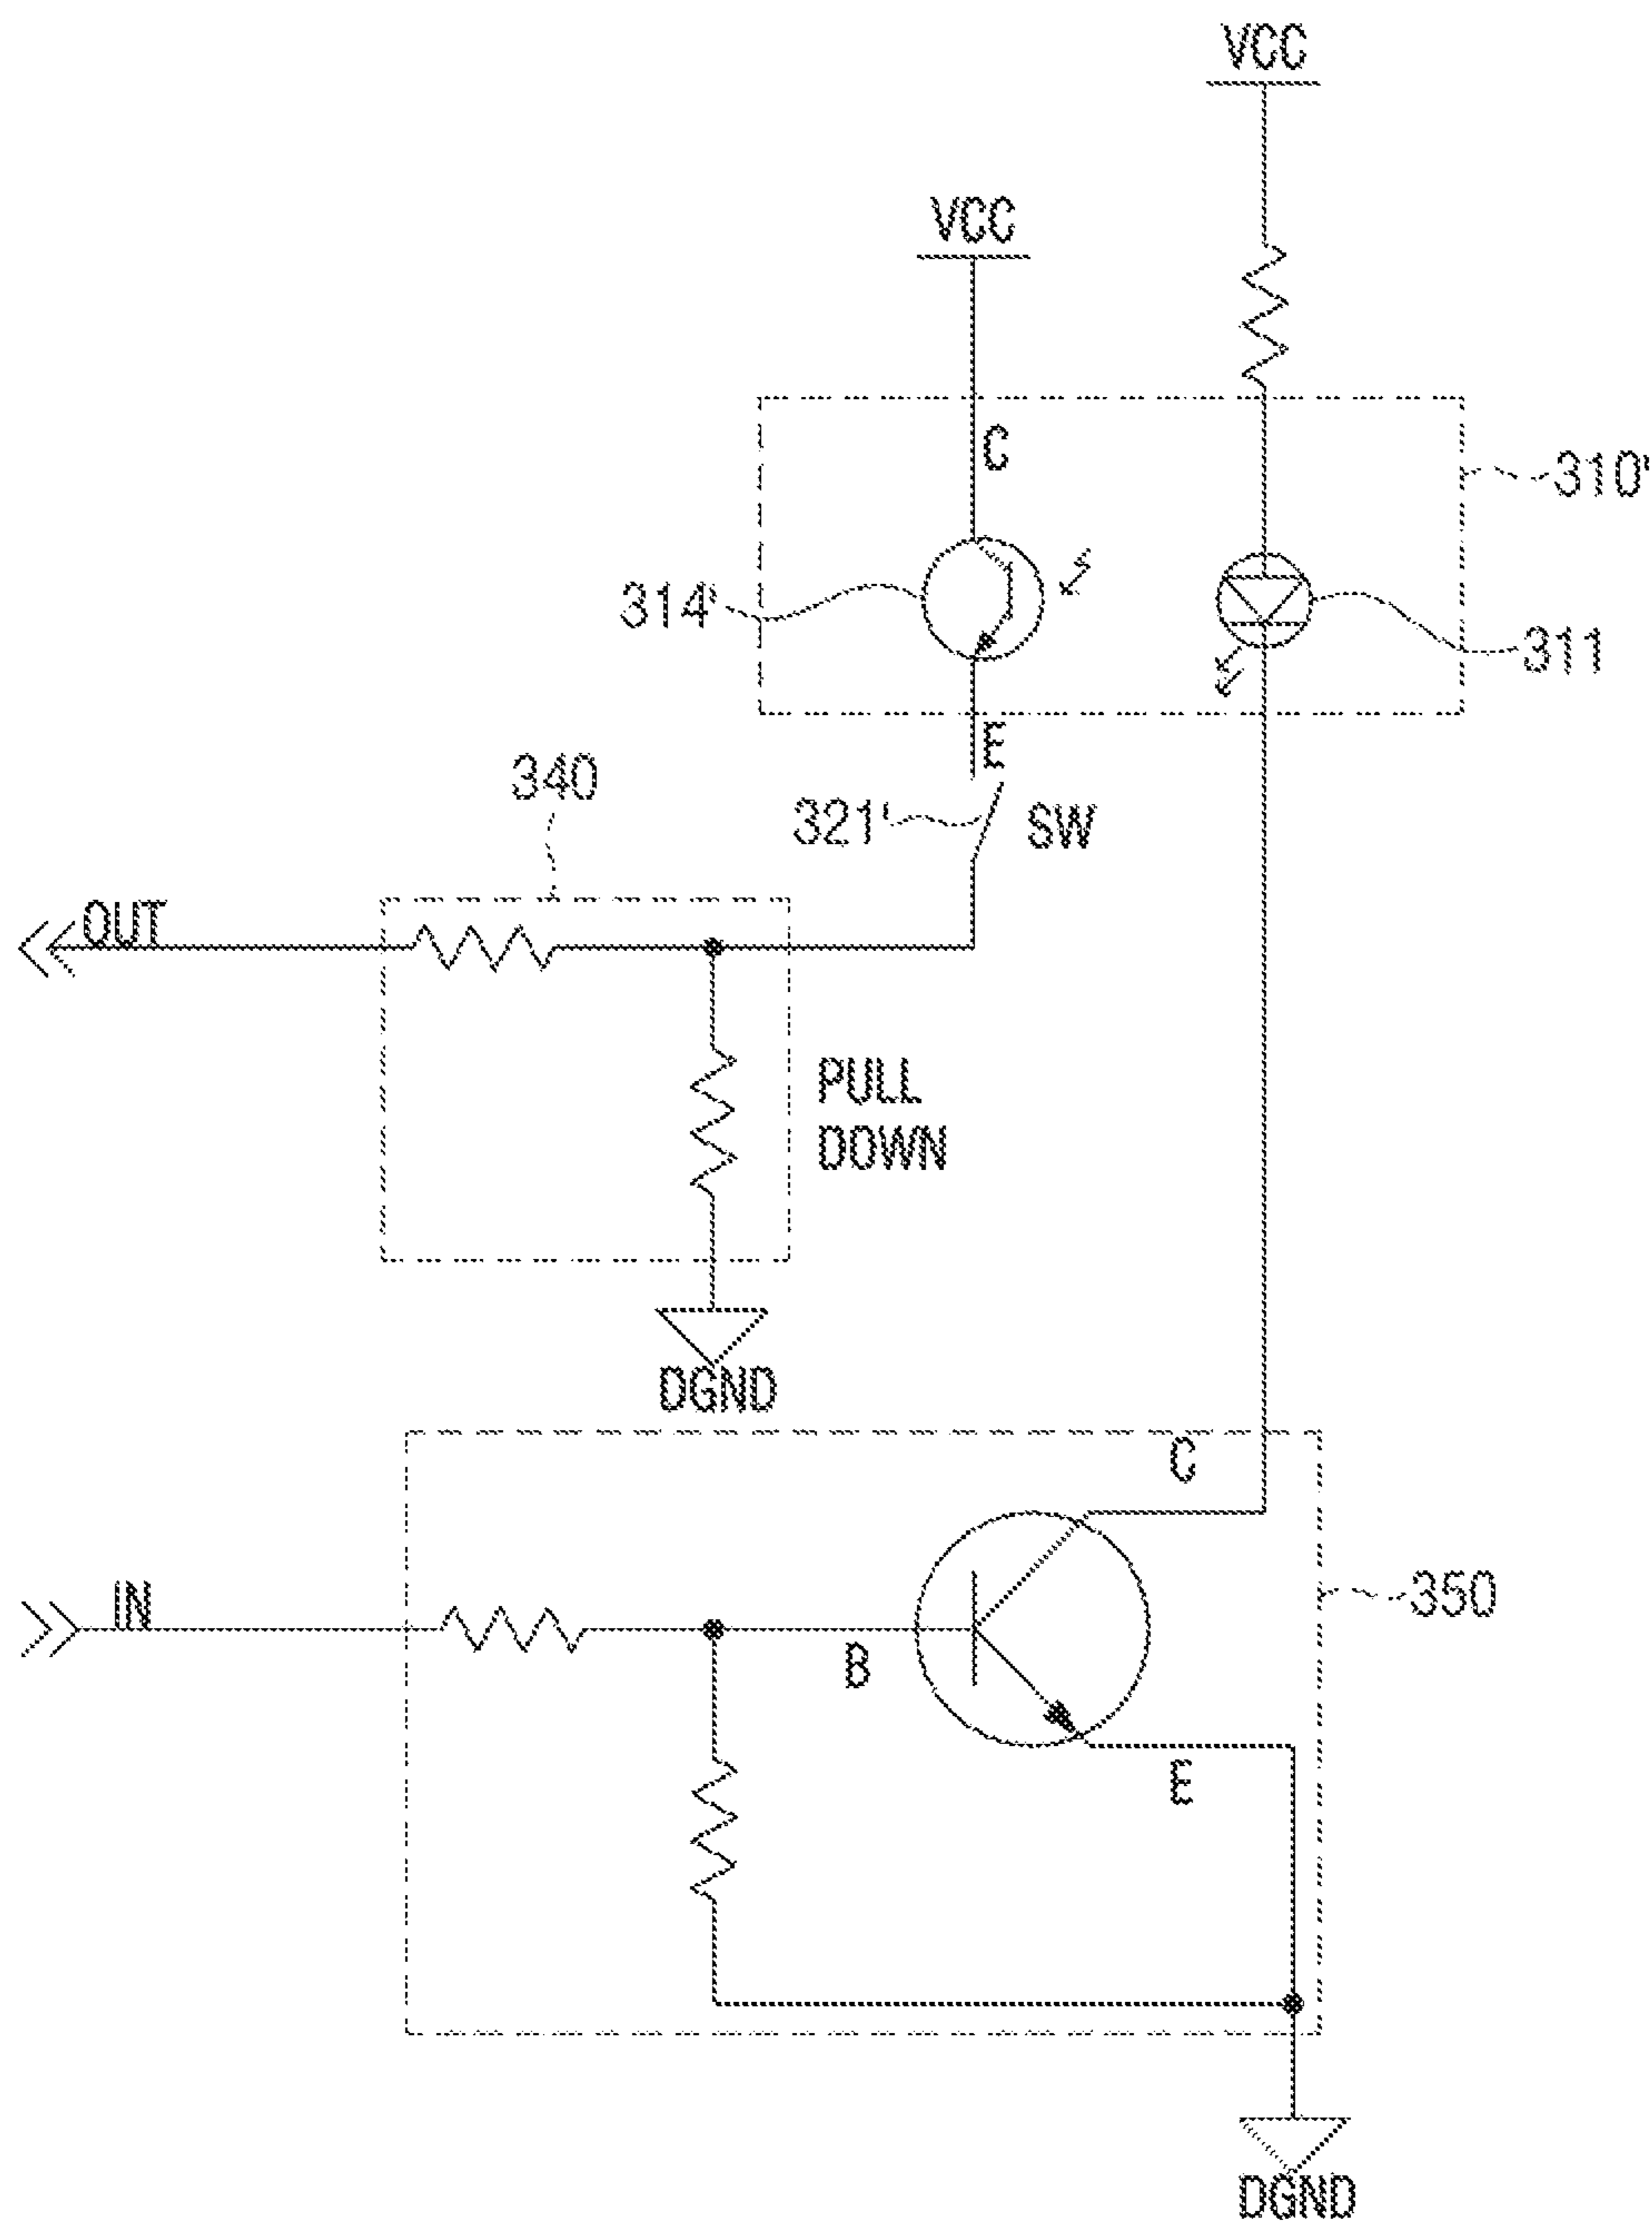 VCC
VCC
C
310'
314'
311
E
340
321'
SW
OUT
PULL
DOWN
DGND
C
IN
350
B
E
DGND